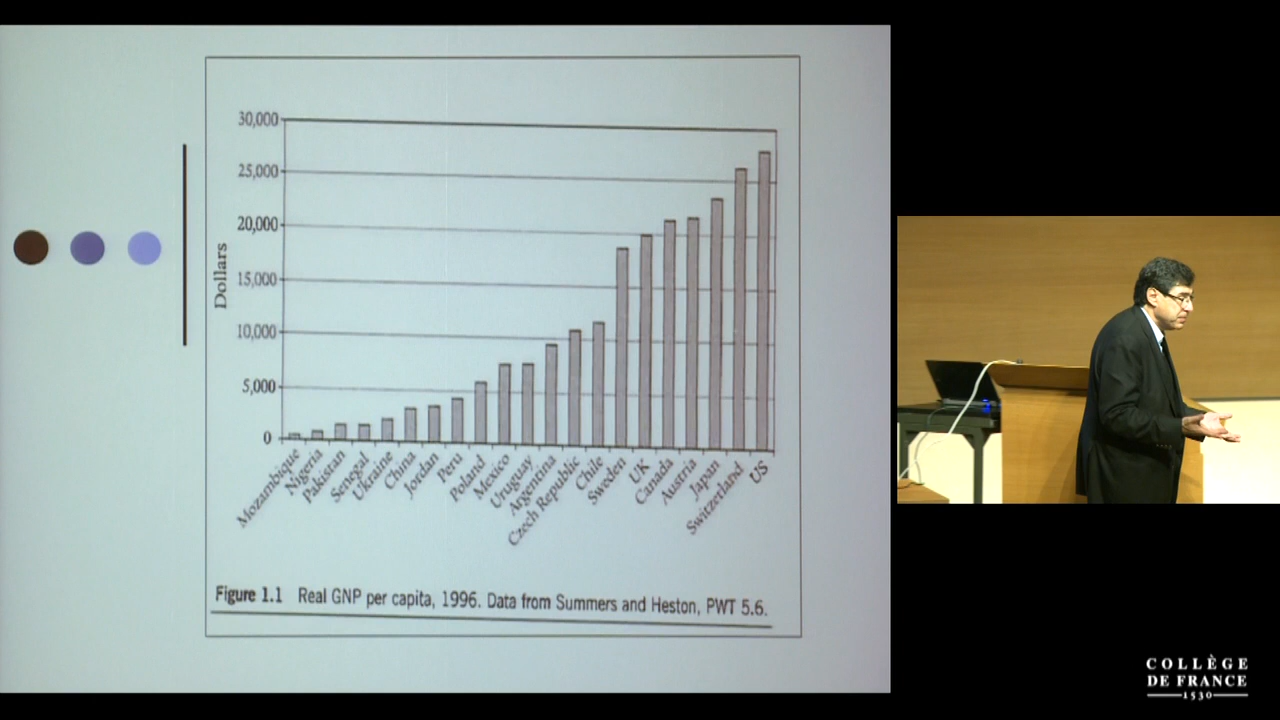 30,000
25,000
20,000
15,000
10,000
5,000
0
Dollars
Mozambique
Nigeria
Pakistan
Senegal
Ukraine
China
Jordan
Peru
Poland
Mexico
Uruguay
Argentina
Czech Republic
Chile
Sweden
UK
Canada
Austria
Japan
Switzerland
US
Figure 1.1 Real GNP per capita, 1996. Data from Summers and Heston, PWT 5.6.
COLLÈGE
DE FRANCE
1530